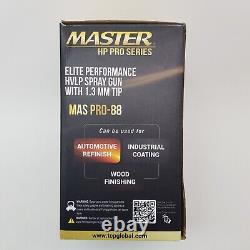 MASTER
HP PRO SERIES
ELITE PERFORMANCE
HVLP SPRAY GUN
WITH 1.3 MM TIP
MAS PRO-88
Can be used for
AUTOMOTIVE
REFINISH
INDUSTRIAL
COATING
WOOD
FINISHING
WARNING:
www.tcpglobal.com